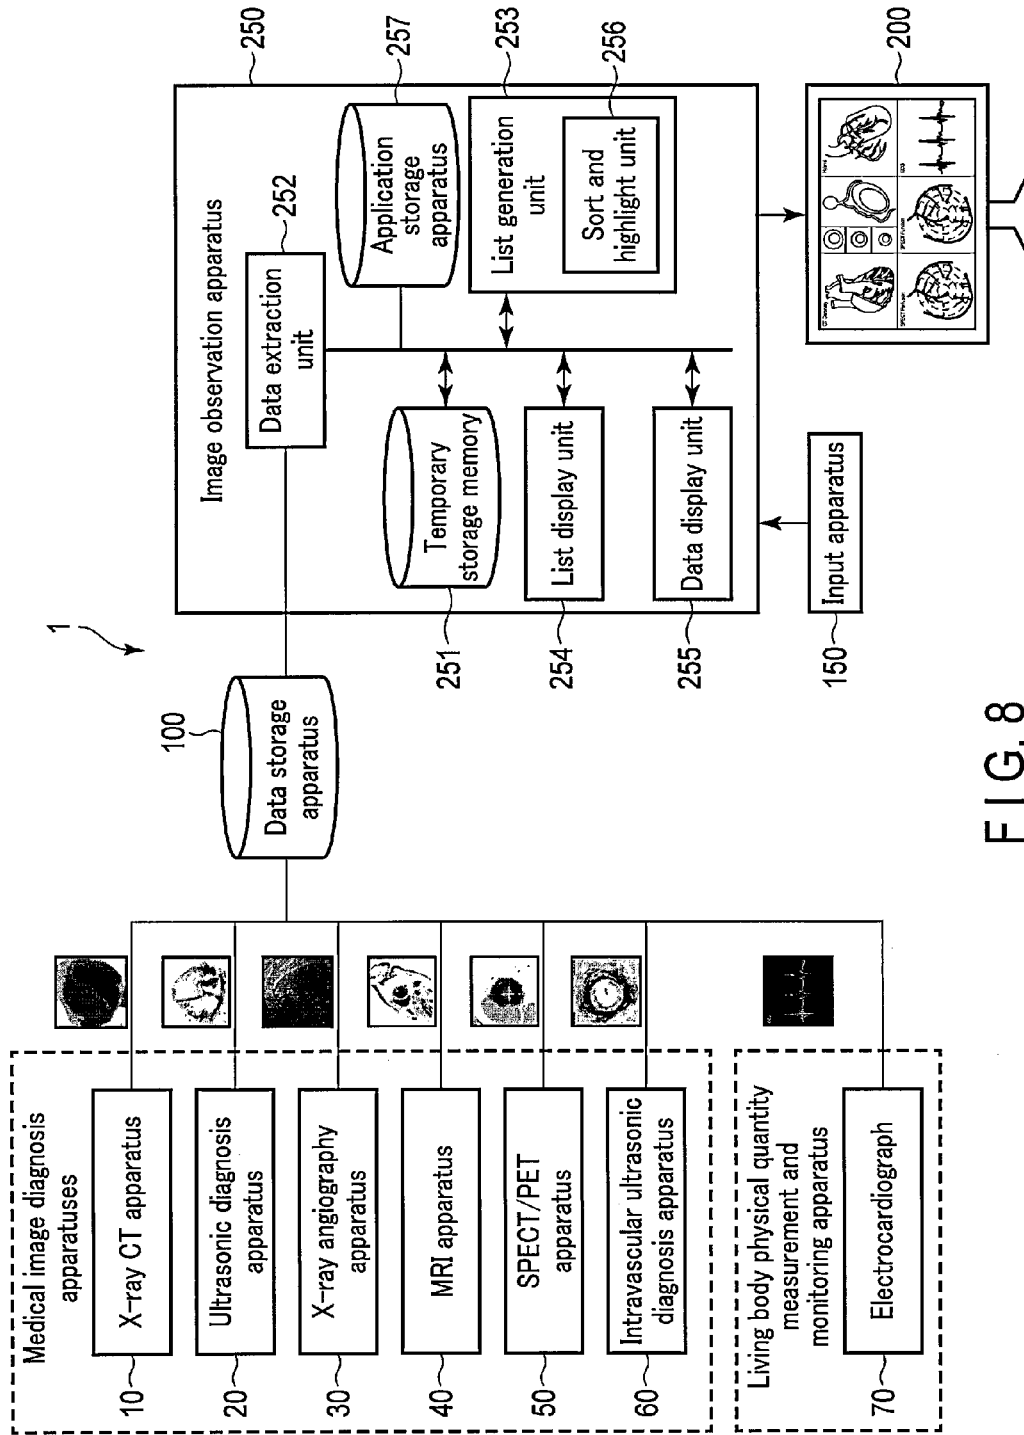 1
Medical image diagnosis
apparatuses
10
X-ray CT apparatus
20
Ultrasonic diagnosis
apparatus
30
X-ray angiography
apparatus
40
MRI apparatus
50
SPECT/PET
apparatus
60
Intravascular ultrasonic
diagnosis apparatus
Living body physical quantity
measurement and
monitoring apparatus
70
Electrocardiograph
100
Data storage
apparatus
Image observation apparatus
250
Data extraction
unit
252
Application
storage
apparatus
257
Temporary
storage memory
251
List generation
unit
253
Sort and
highlight unit
256
List display unit
254
Data display unit
255
Input apparatus
150
200
FIG. 8